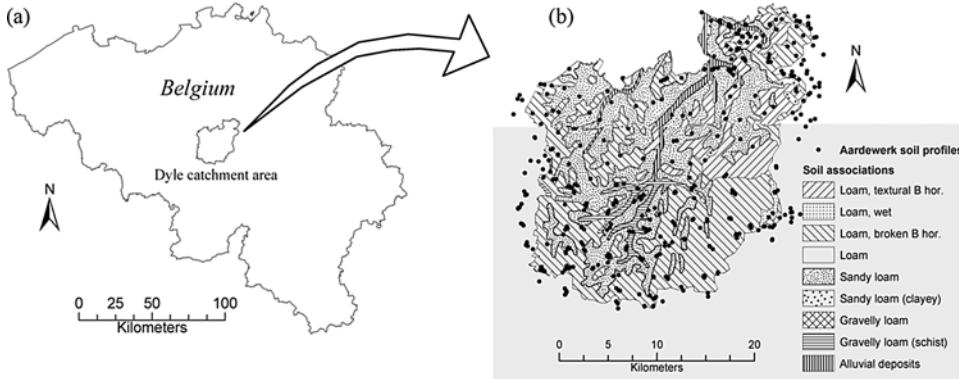 (a)
Belgium
Dyle catchment area
N
0 25 50 100
Kilometers
(b)
N
Aardewerk soil profiles
Soil associations
Loam, textural B hor.
Loam, wet
Loam, broken B hor.
Loam
Sandy loam
Sandy loam (clayey)
Gravelly loam
Gravelly loam (schist)
Alluvial deposits
0 5 10 20
Kilometers